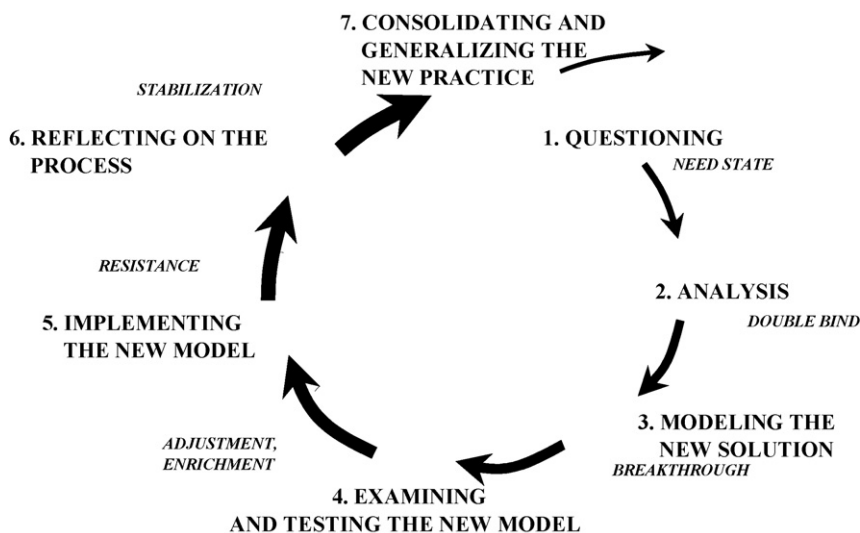 7. CONSOLIDATING AND
GENERALIZING THE
NEW PRACTICE
STABILIZATION
6. REFLECTING ON THE
PROCESS
1. QUESTIONING
NEED STATE
RESISTANCE
2. ANALYSIS
DOUBLE BIND
5. IMPLEMENTING
THE NEW MODEL
3. MODELING THE
NEW SOLUTION
BREAKTHROUGH
ADJUSTMENT,
ENRICHMENT
4. EXAMINING
AND TESTING THE NEW MODEL